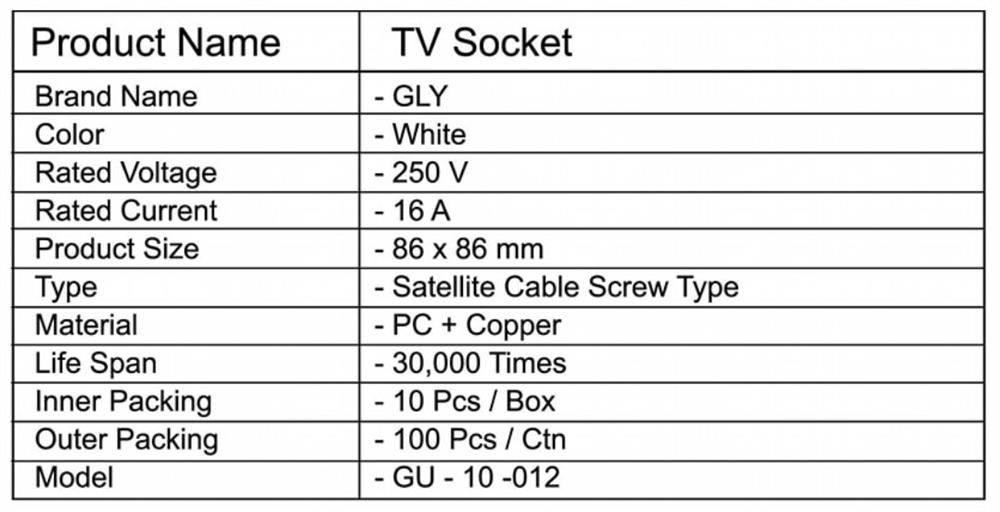 Product Name TV Socket
Brand Name - GLY
Color - White
Rated Voltage - 250 V
Rated Current - 16 A
Product Size - 86 x 86 mm
Type - Satellite Cable Screw Type
Material - PC + Copper
Life Span - 30,000 Times
Inner Packing - 10 Pcs / Box
Outer Packing - 100 Pcs / Ctn
Model - GU - 10 -012